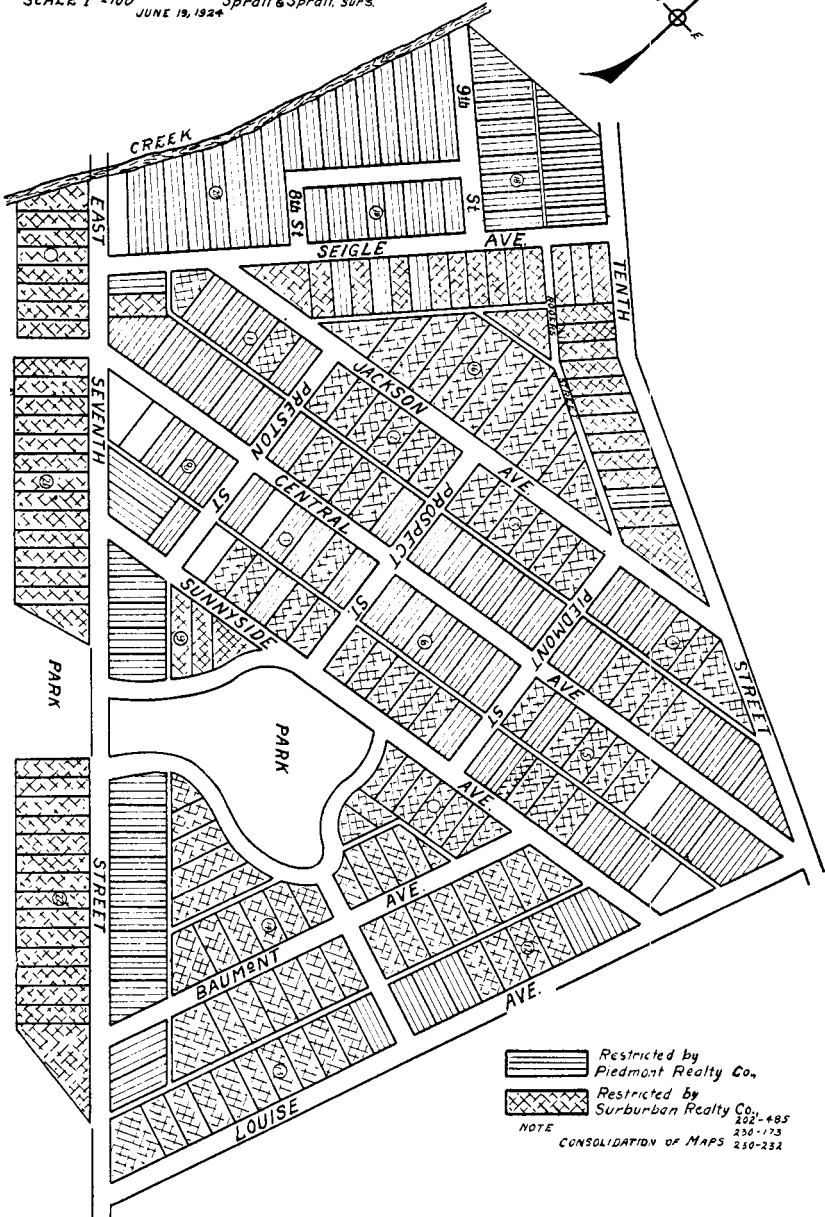 SCALE 1"=100' Spratt & Spratt, Surs.
JUNE 19, 1924
E
CREEK
9th
St
8th St
EAST
SEVENTH
STREET
SEIGLE AVE.
TENTH
STREET
JACKSON AVE
PRESTON
ST
CENTRAL
AVE
PROSPECT
ST
PIEDMONT
ST
SUNNYSIDE
AVE.
PARK
PARK
BAUMONT AVE.
LOUISE AVE.
Restricted by
Piedmont Realty Co.,
Restricted by
Surburban Realty Co.,
NOTE
CONSOLIDATION OF MAPS
202-485
230-173
230-232